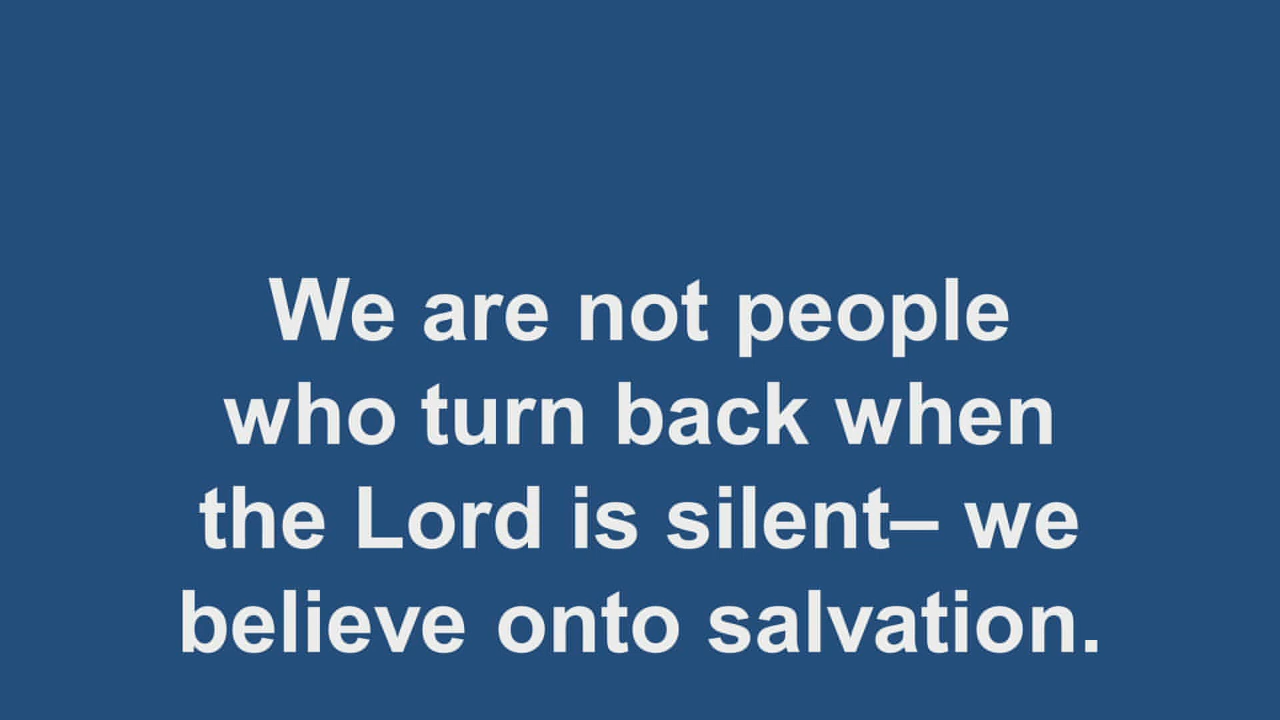 We are not people
who turn back when
the Lord is silent– we
believe onto salvation.